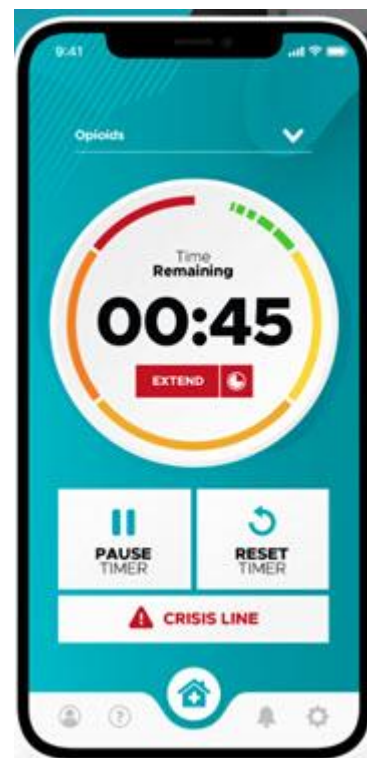 9:41
Opioids
Time
Remaining
00:45
EXTEND
PAUSE
TIMER
RESET
TIMER
CRISIS LINE
?